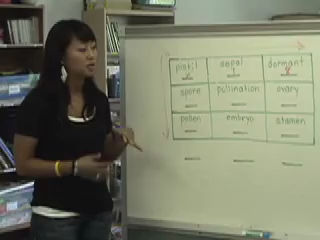 pistil sepal dormant
spore pollination ovary
pollen embryo stamen